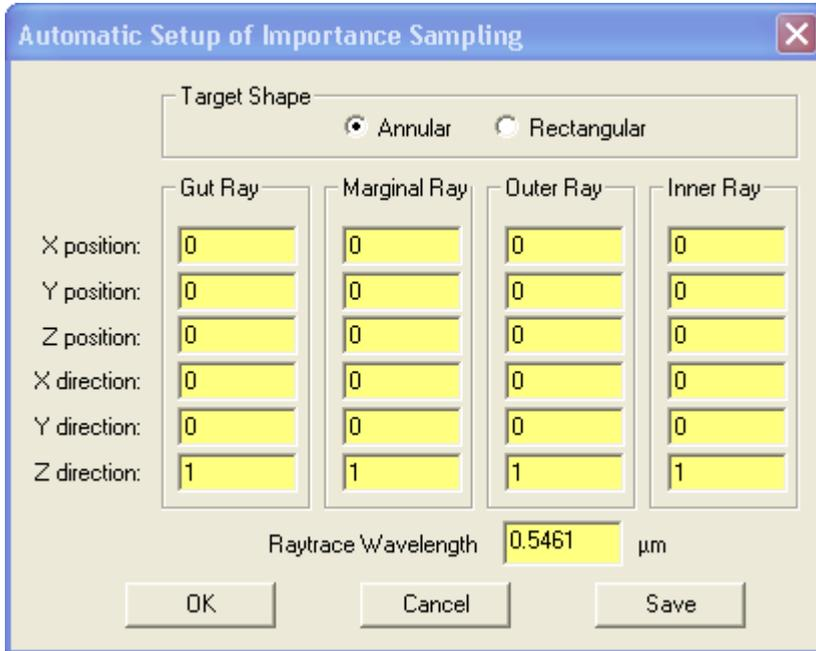 Automatic Setup of Importance Sampling
Target Shape
Annular Rectangular
Gut Ray Marginal Ray Outer Ray Inner Ray
X position: 0 0 0 0
Y position: 0 0 0 0
Z position: 0 0 0 0
X direction: 0 0 0 0
Y direction: 0 0 0 0
Z direction: 1 1 1 1
Raytrace Wavelength 0.5461 µm
OK Cancel Save